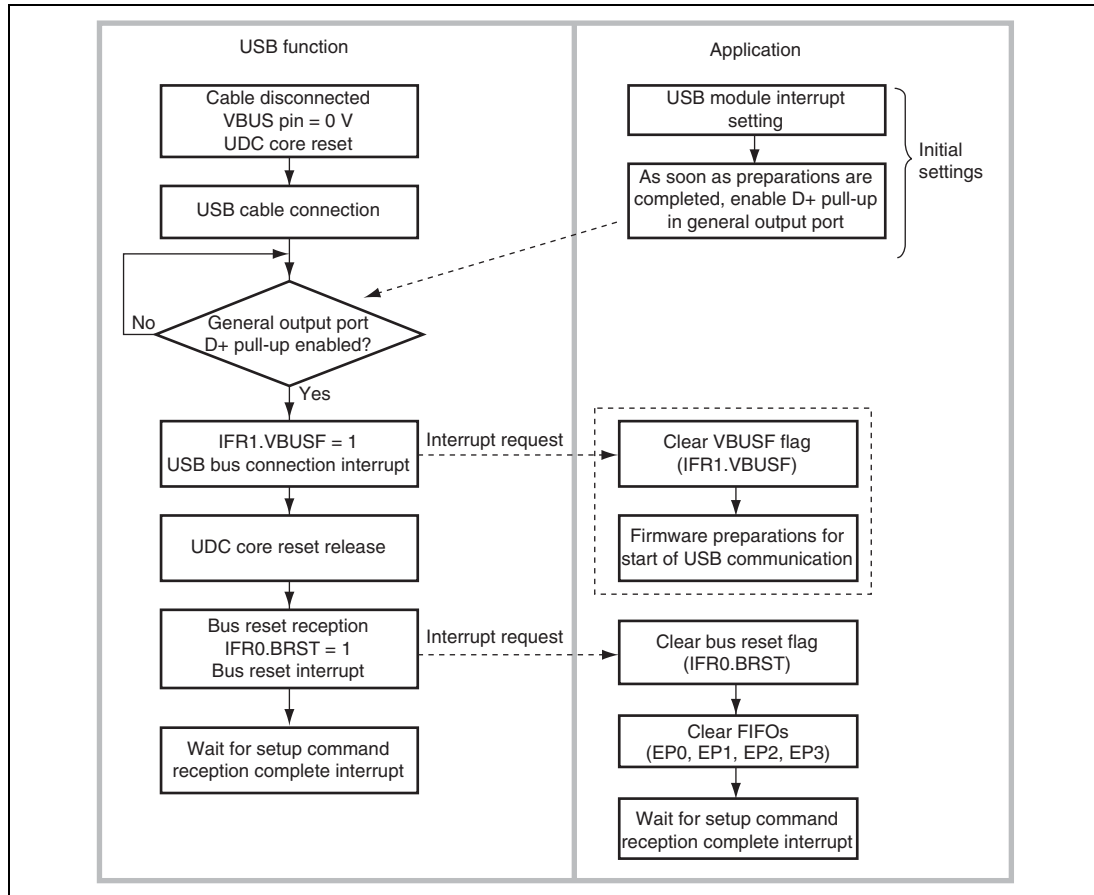 USB function
Cable disconnected
VBUS pin = 0 V
UDC core reset
USB cable connection
No
General output port
D+ pull-up enabled?
Yes
IFR1.VBUSF = 1
USB bus connection interrupt
Interrupt request
UDC core reset release
Bus reset reception
IFR0.BRST = 1
Bus reset interrupt
Interrupt request
Wait for setup command
reception complete interrupt
Application
USB module interrupt
setting
As soon as preparations are
completed, enable D+ pull-up
in general output port
Initial
settings
Clear VBUSF flag
(IFR1.VBUSF)
Firmware preparations for
start of USB communication
Clear bus reset flag
(IFR0.BRST)
Clear FIFOs
(EP0, EP1, EP2, EP3)
Wait for setup command
reception complete interrupt